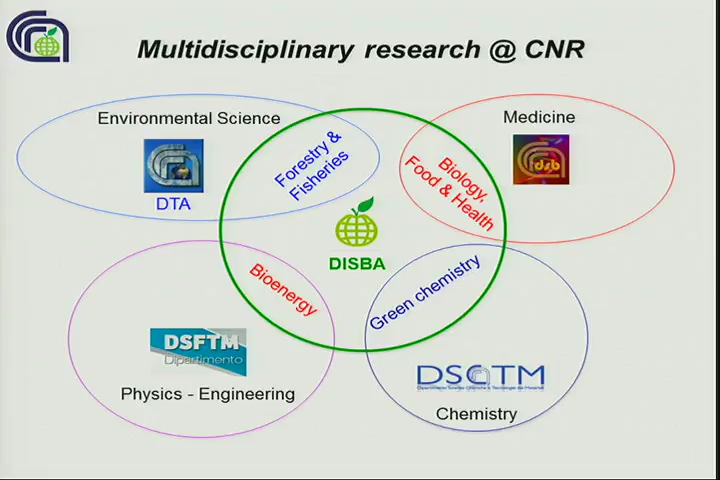 Multidisciplinary research @ CNR
Environmental Science
DTA
Forestry &
Fisheries
Medicine
dsb
Biology,
Food & Health
DISBA
Bioenergy
Green chemistry
DSFTM
Dipartimento
Physics - Engineering
DSCTM
Chemistry